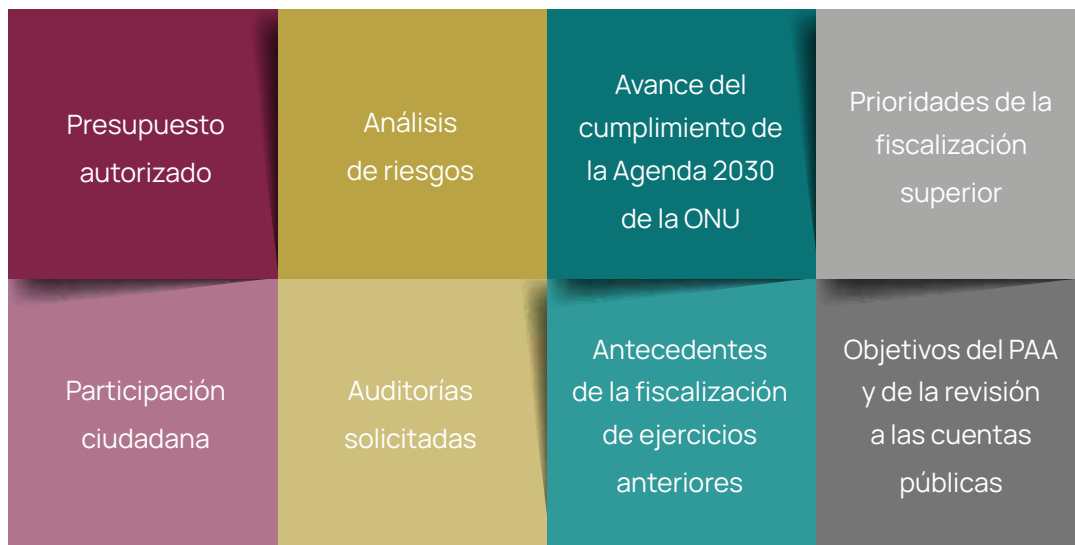 Presupuesto
autorizado
Análisis
de riesgos
Avance del
cumplimiento de
la Agenda 2030
de la ONU
Prioridades de la
fiscalización
superior
Participación
ciudadana
Auditorías
solicitadas
Antecedentes
de la fiscalización
de ejercicios
anteriores
Objetivos del PAA
y de la revisión
a las cuentas
públicas